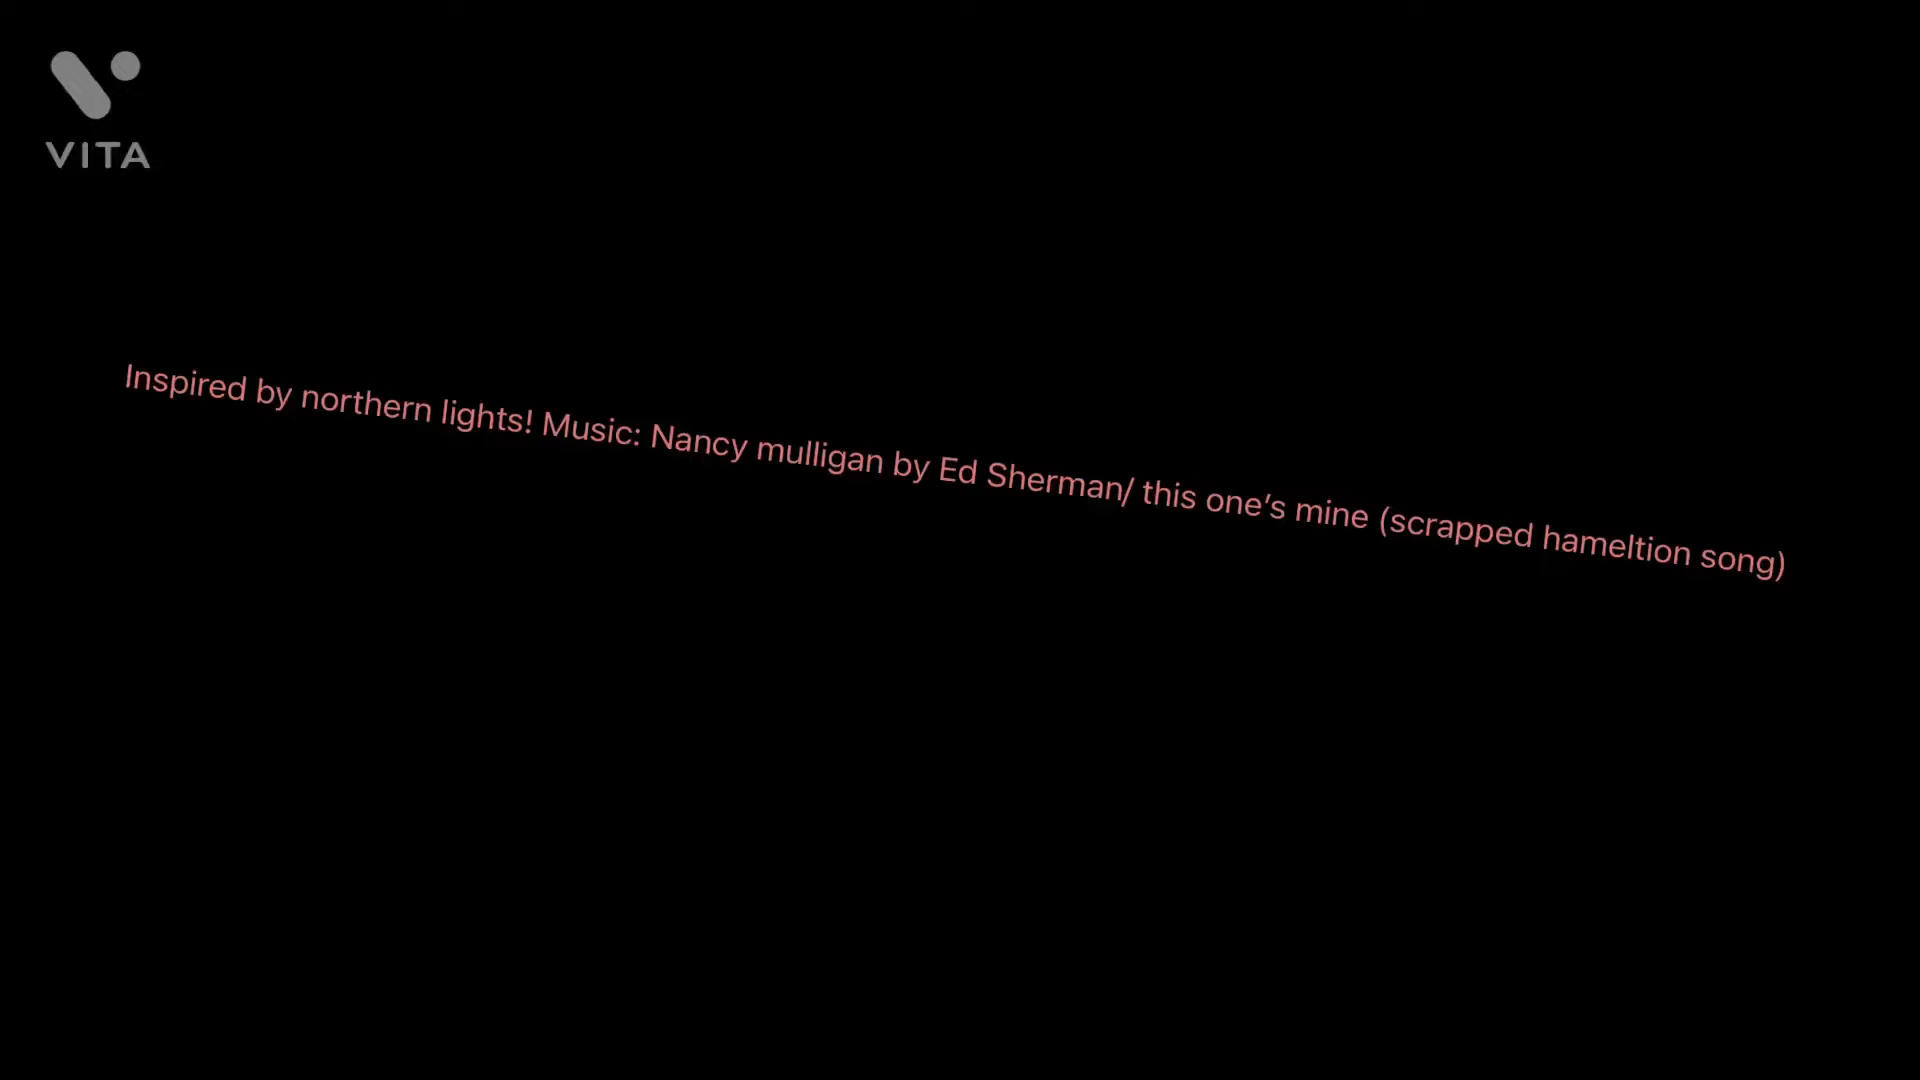 VITA
Inspired by northern lights! Music: Nancy mulligan by Ed Sherman/ this one’s mine (scrapped hameltion song)